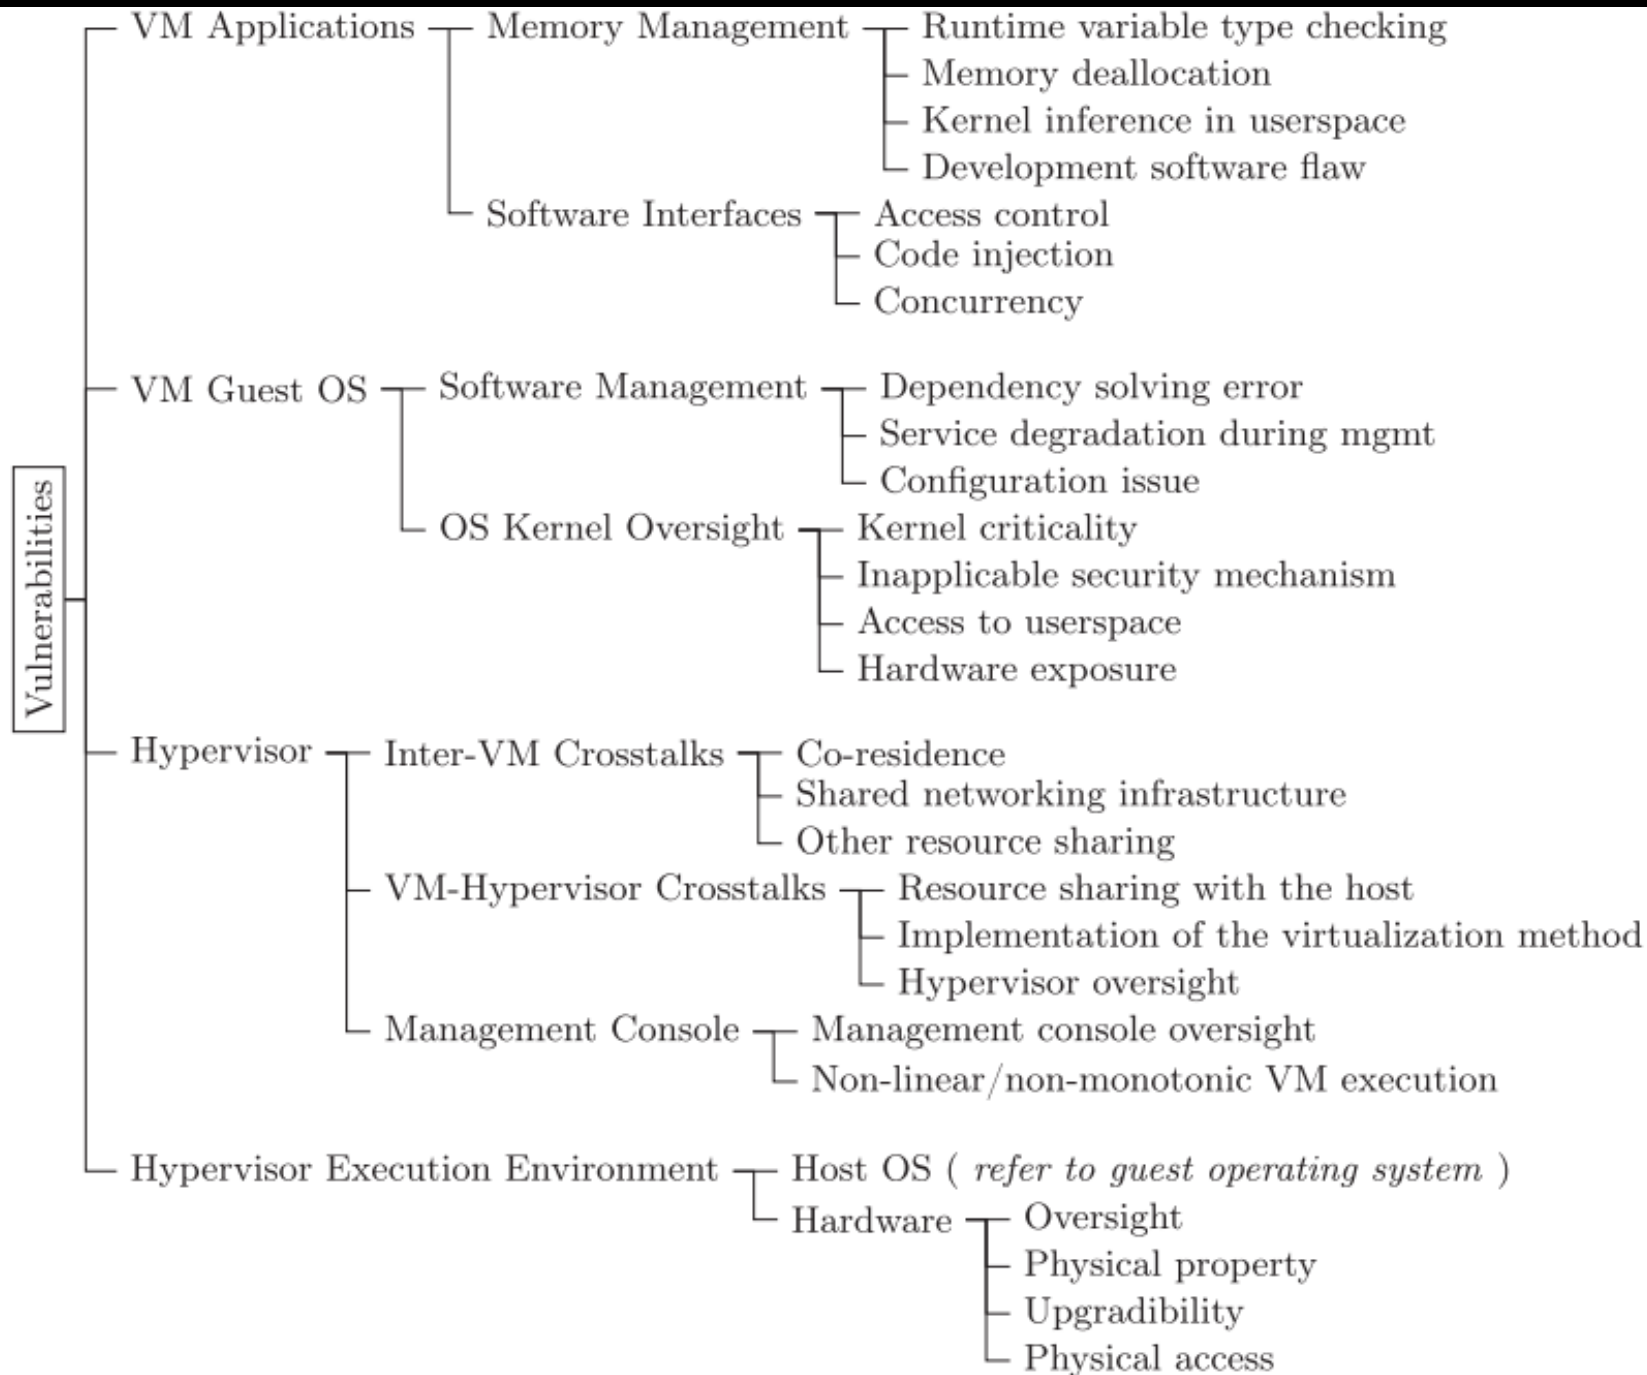 VM Applications Memory Management Runtime variable type checking
Memory deallocation
Kernel inference in userspace
Development software flaw
Software Interfaces Access control
Code injection
Concurrency
VM Guest OS Software Management Dependency solving error
Service degradation during mgmt
Configuration issue
OS Kernel Oversight Kernel criticality
Inapplicable security mechanism
Access to userspace
Hardware exposure
Vulnerabilities
Hypervisor Inter-VM Crosstalks Co-residence
Shared networking infrastructure
Other resource sharing
VM-Hypervisor Crosstalks Resource sharing with the host
Implementation of the virtualization method
Hypervisor oversight
Management Console Management console oversight
Non-linear/non-monotonic VM execution
Hypervisor Execution Environment Host OS ( refer to guest operating system )
Hardware Oversight
Physical property
Upgradibility
Physical access